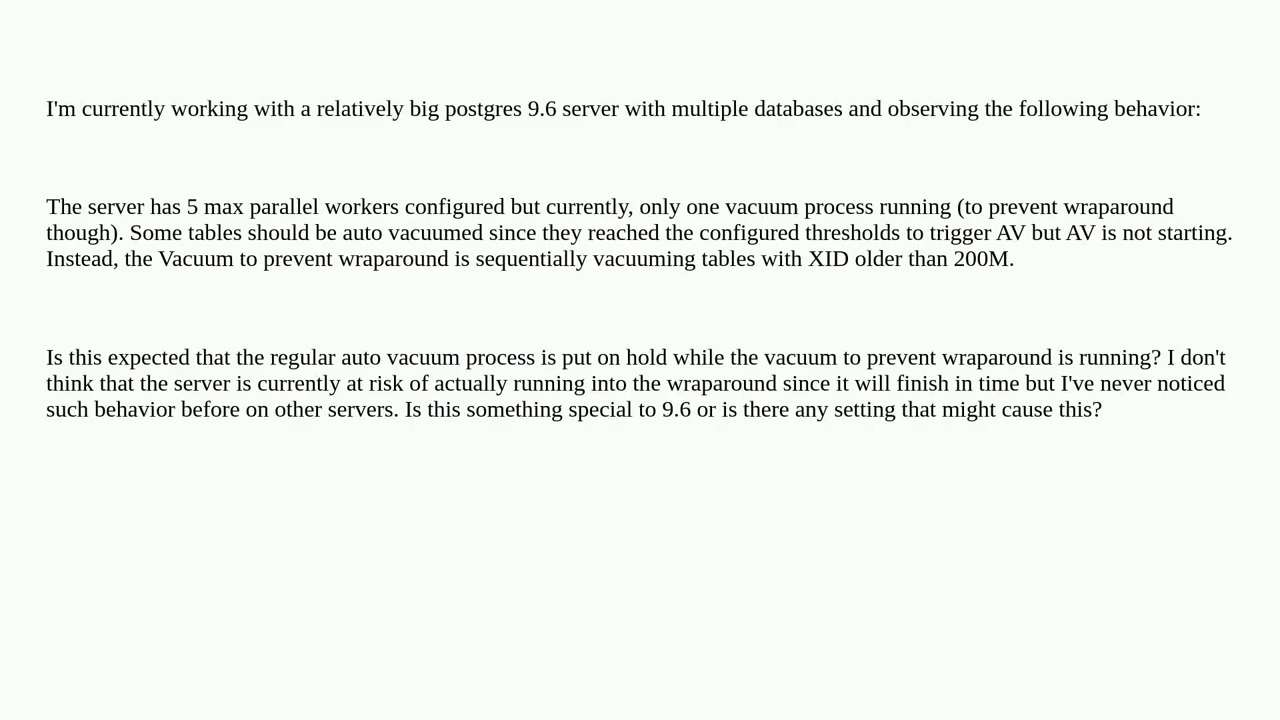 I'm currently working with a relatively big postgres 9.6 server with multiple databases and observing the following behavior:
The server has 5 max parallel workers configured but currently, only one vacuum process running (to prevent wraparound
though). Some tables should be auto vacuumed since they reached the configured thresholds to trigger AV but AV is not starting.
Instead, the Vacuum to prevent wraparound is sequentially vacuuming tables with XID older than 200M.
Is this expected that the regular auto vacuum process is put on hold while the vacuum to prevent wraparound is running? I don't
think that the server is currently at risk of actually running into the wraparound since it will finish in time but I've never noticed
such behavior before on other servers. Is this something special to 9.6 or is there any setting that might cause this?